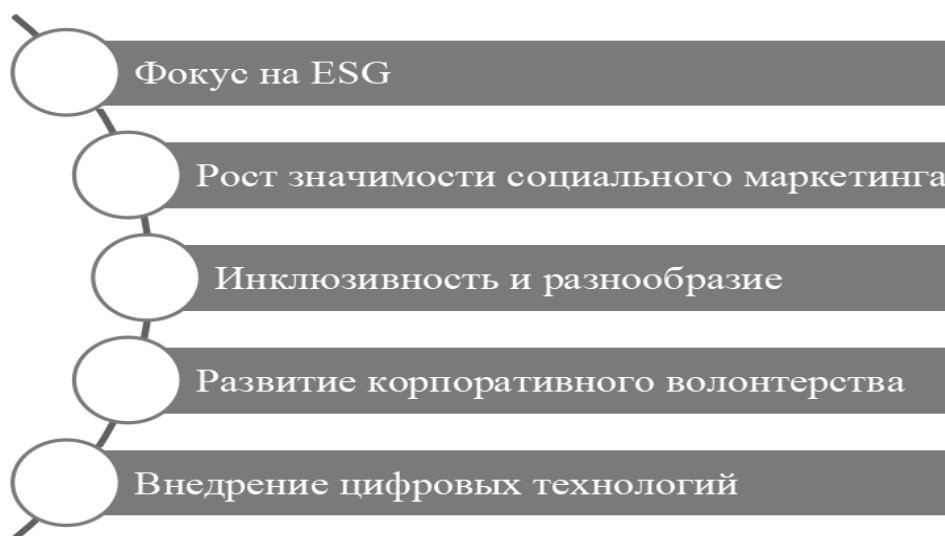 Фокус на ESG
Рост значимости социального маркетинга
Инклюзивность и разнообразие
Развитие корпоративного волонтерства
Внедрение цифровых технологий